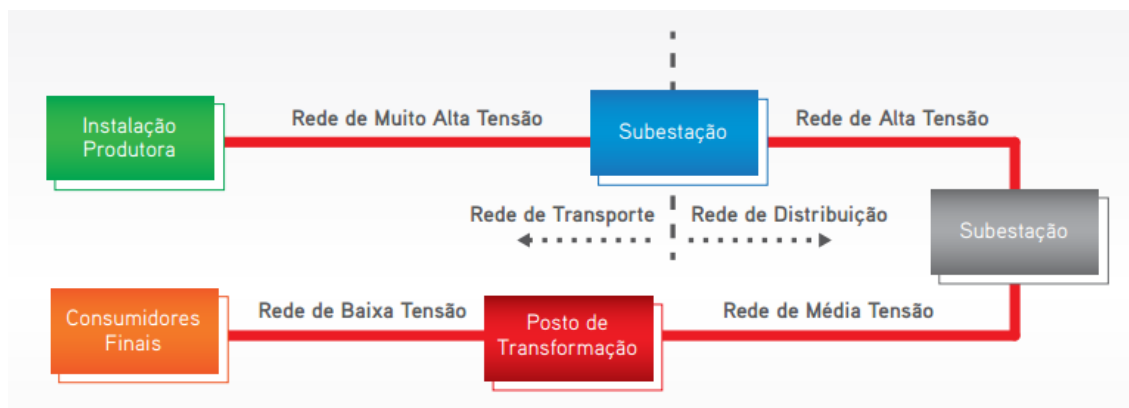 Instalação
Produtora
Rede de Muito Alta Tensão
Subestação
Rede de Alta Tensão
Rede de Transporte
Rede de Distribuição
Subestação
Consumidores
Finais
Rede de Baixa Tensão
Posto de
Transformação
Rede de Média Tensão